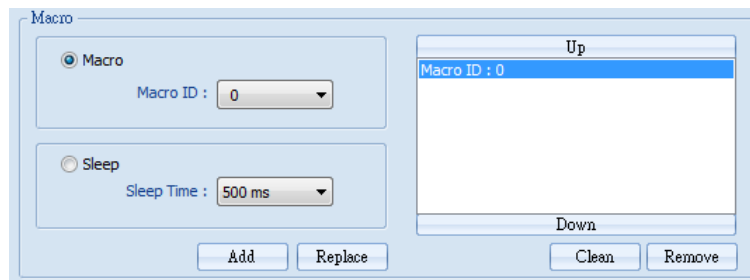 Macro
Macro
Macro ID :
0
Sleep
Sleep Time :
500 ms
Add
Replace
Up
Macro ID : 0
Down
Clean
Remove